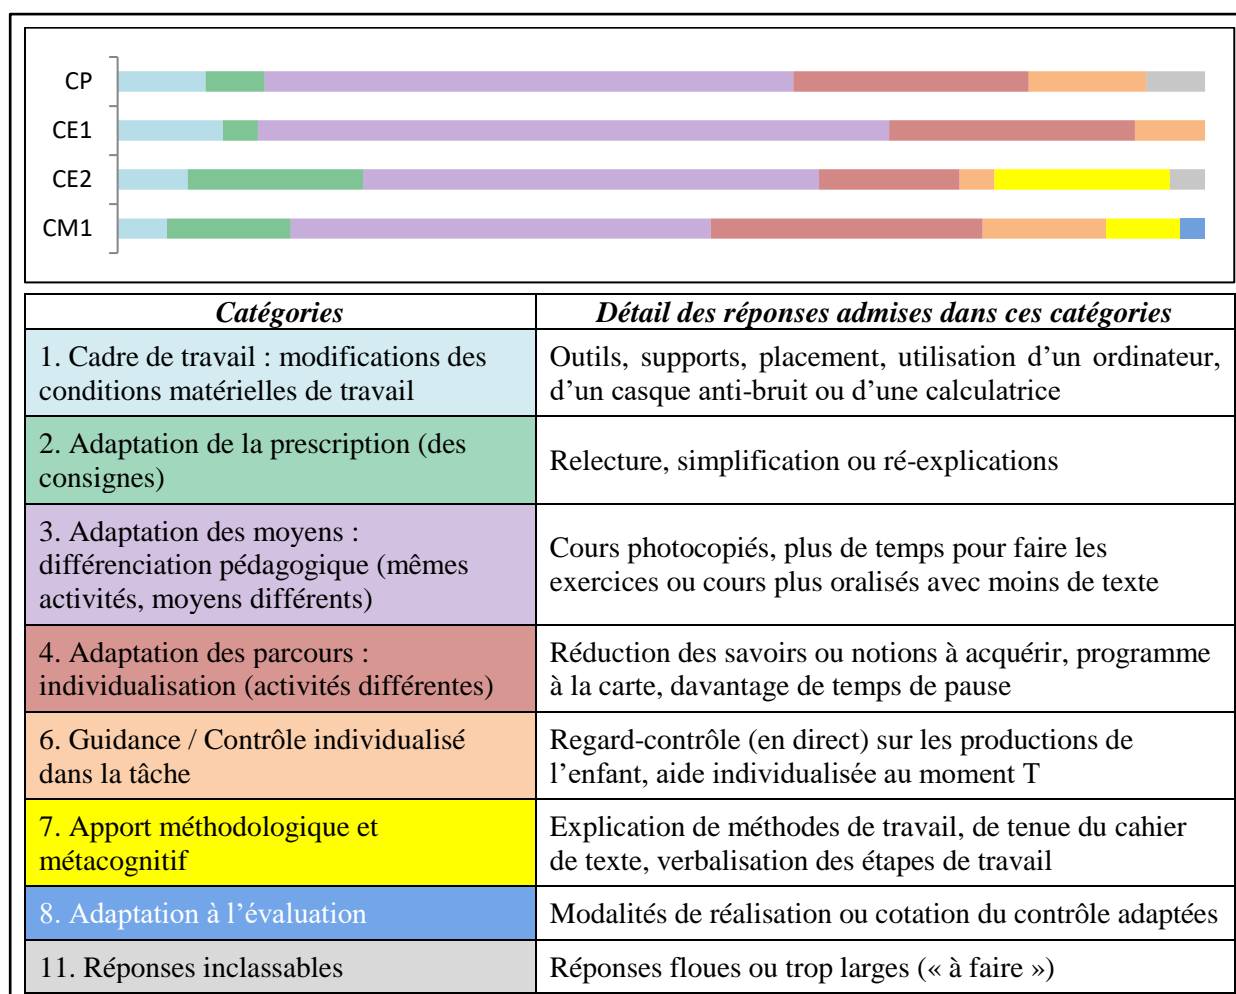 CP
CE1
CE2
CM1
Catégories
Détail des réponses admises dans ces catégories
1. Cadre de travail : modifications des
conditions matérielles de travail
Outils, supports, placement, utilisation d’un ordinateur,
d’un casque anti-bruit ou d’une calculatrice
2. Adaptation de la prescription (des
consignes)
Relecture, simplification ou ré-explications
3. Adaptation des moyens :
différenciation pédagogique (mêmes
activités, moyens différents)
Cours photocopiés, plus de temps pour faire les
exercices ou cours plus oralisés avec moins de texte
4. Adaptation des parcours :
individualisation (activités différentes)
Réduction des savoirs ou notions à acquérir, programme
à la carte, davantage de temps de pause
6. Guidance / Contrôle individualisé
dans la tâche
Regard-contrôle (en direct) sur les productions de
l’enfant, aide individualisée au moment T
7. Apport méthodologique et
métacognitif
Explication de méthodes de travail, de tenue du cahier
de texte, verbalisation des étapes de travail
8. Adaptation à l’évaluation
Modalités de réalisation ou cotation du contrôle adaptées
11. Réponses inclassables
Réponses floues ou trop larges (« à faire »)